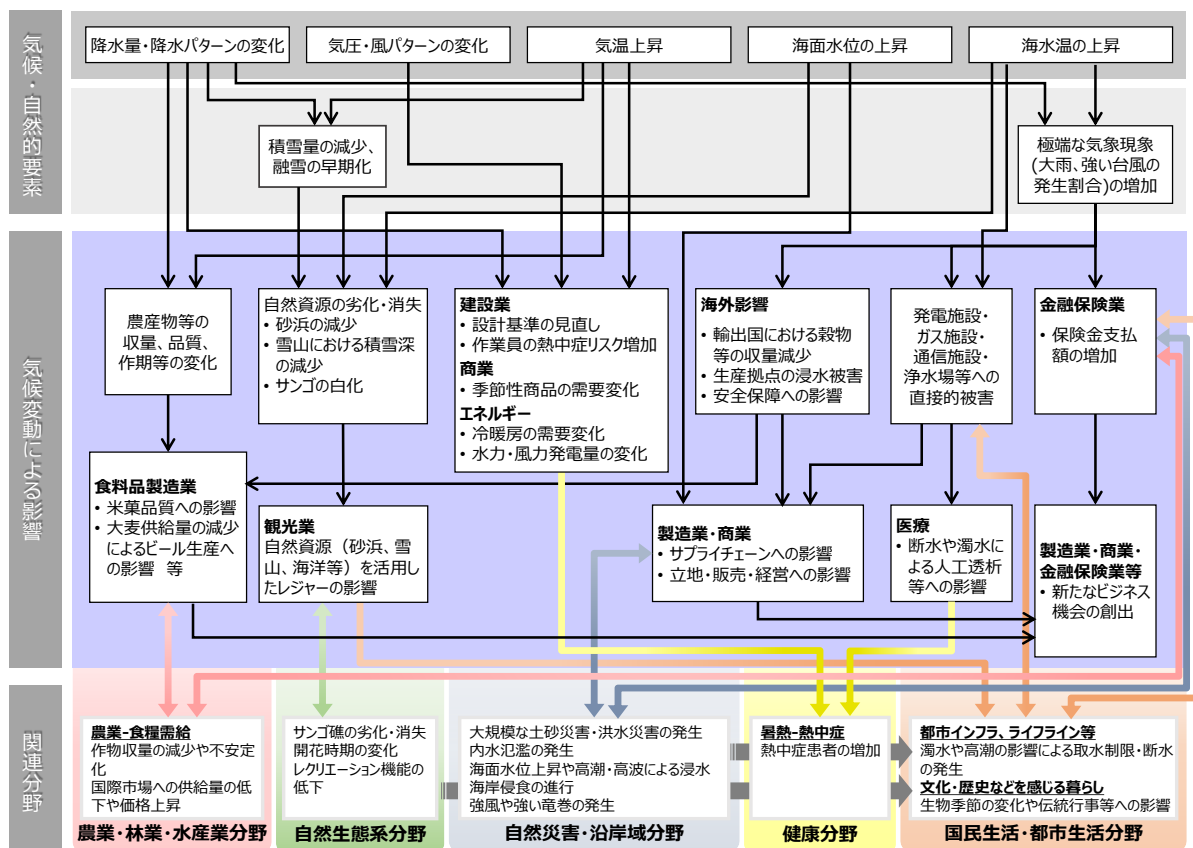 気候・自然的要素
降水量・降水パターンの変化
気圧・風パターンの変化
気温上昇
海面水位の上昇
海水温の上昇
積雪量の減少、
融雪の早期化
極端な気象現象
(大雨、強い台風の
発生割合)の増加
気候変動による影響
農産物等の
収量、品質、
作期等の変化
自然資源の劣化・消失
• 砂浜の減少
• 雪山における積雪深
の減少
• サンゴの白化
建設業
• 設計基準の見直し
• 作業員の熱中症リスク増加
商業
• 季節性商品の需要変化
エネルギー
• 冷暖房の需要変化
• 水力・風力発電量の変化
海外影響
• 輸出国における穀物
等の収量減少
• 生産拠点の浸水被害
• 安全保障への影響
発電施設・
ガス施設・
通信施設・
浄水場等への
直接的被害
金融保険業
• 保険金支払
額の増加
食料品製造業
• 米菓品質への影響
• 大麦供給量の減少
によるビール生産へ
の影響 等
観光業
自然資源（砂浜、雪
山、海洋等）を活用し
たレジャーの影響
製造業・商業
• サプライチェーンへの影響
• 立地・販売・経営への影響
医療
• 断水や濁水に
よる人工透析
等への影響
製造業・商業・
金融保険業等
• 新たなビジネス
機会の創出
関連分野
農業-食糧需給
作物収量の減少や不安定
化
国際市場への供給量の低
下や価格上昇
農業・林業・水産業分野
サンゴ礁の劣化・消失
開花時期の変化
レクリエーション機能の
低下
自然生態系分野
大規模な土砂災害・洪水災害の発生
内水氾濫の発生
海面水位上昇や高潮・高波による浸水
海岸侵食の進行
強風や強い竜巻の発生
自然災害・沿岸域分野
暑熱-熱中症
熱中症患者の増加
健康分野
都市インフラ、ライフライン等
濁水や高潮の影響による取水制限・断水
の発生
文化・歴史などを感じる暮らし
生物季節の変化や伝統行事等への影響
国民生活・都市生活分野